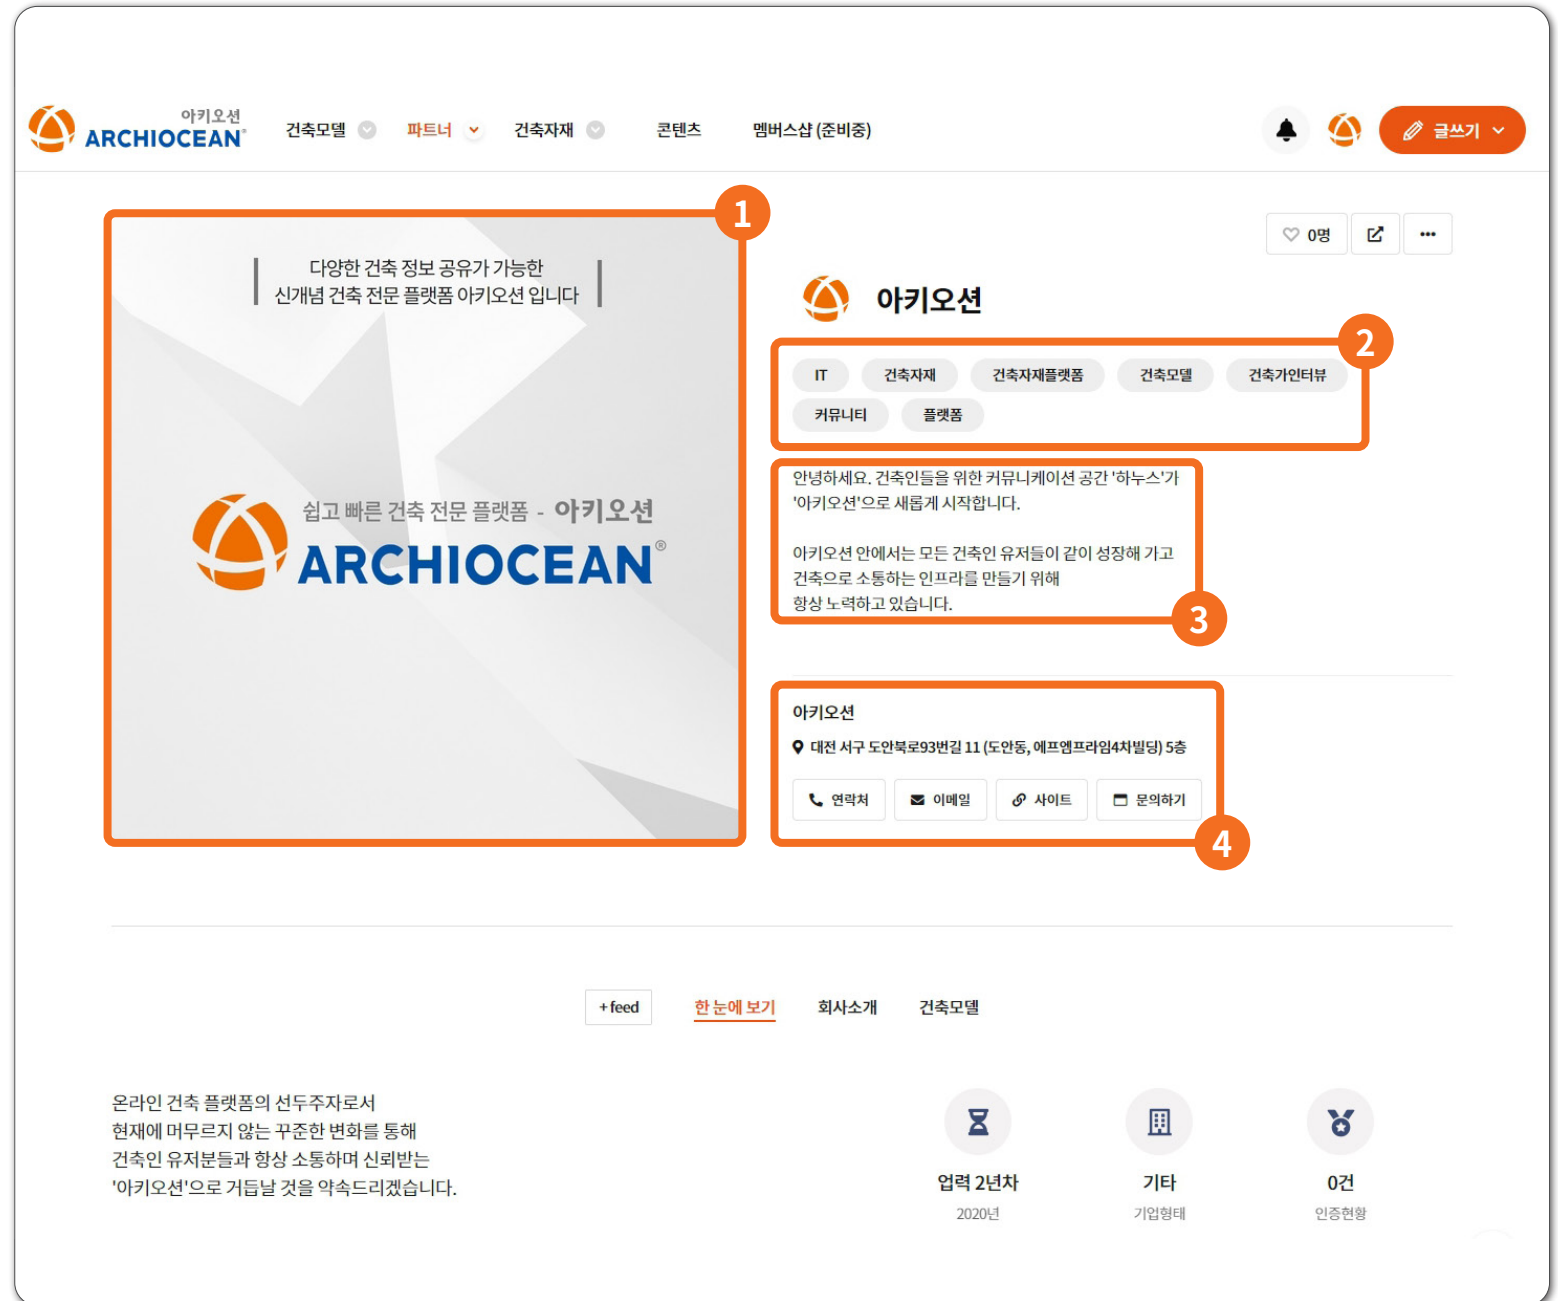 아키오션
ARCHIOCEAN®
건축모델 파트너 건축자재 콘텐츠 멤버스샵 (준비중)
글쓰기
1
다양한 건축 정보 공유가 가능한
신개념 건축 전문 플랫폼 아키오션 입니다
쉽고 빠른 건축 전문 플랫폼 - 아키오션
ARCHIOCEAN®
0명
아키오션
2
IT 건축자재 건축자재플랫폼 건축모델 건축가인터뷰
커뮤니티 플랫폼
안녕하세요. 건축인들을 위한 커뮤니케이션 공간 '하누스'가
'아키오션'으로 새롭게 시작합니다.
아키오션 안에서는 모든 건축인 유저들이 같이 성장해 가고
건축으로 소통하는 인프라를 만들기 위해
항상 노력하고 있습니다.
3
아키오션
대전 서구 도안북로93번길 11 (도안동, 에프엠프라임4차빌딩) 5층
연락처 이메일 사이트 문의하기
4
+ feed 한 눈에 보기 회사소개 건축모델
온라인 건축 플랫폼의 선두주자로서
현재에 머무르지 않는 꾸준한 변화를 통해
건축인 유저분들과 항상 소통하며 신뢰받는
'아키오션'으로 거듭날 것을 약속드리겠습니다.
업력 2년차 기타 0건
2020년 기업형태 인증현황